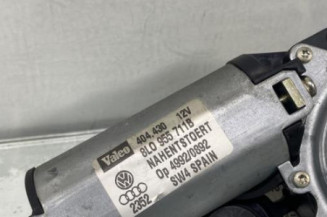 Valeo 404.430 12V
8L0 955 711B
NAHENTSTOERT
Op 4992/0892
SW4 SPAIN
2352